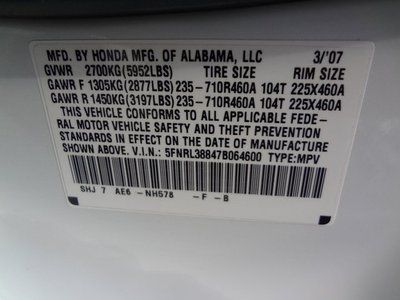 MFD. BY HONDA MFG. OF ALABAMA, LLC 3/'07
GVWR 2700KG(5952LBS) TIRE SIZE RIM SIZE
GAWR F 1305KG(2877LBS) 235-710R460A 104T 225X460A
GAWR R 1450KG(3197LBS) 235-710R460A 104T 225X460A
THIS VEHICLE CONFORMS TO ALL APPLICABLE FEDE-
RAL MOTOR VEHICLE SAFETY AND THEFT PREVENTION
STANDARDS IN EFFECT ON THE DATE OF MANUFACTURE
SHOWN ABOVE. V.I.N: 5FNRL38847B064600 TYPE:MPV
SHJ 7 AE6-NH578 -F-B